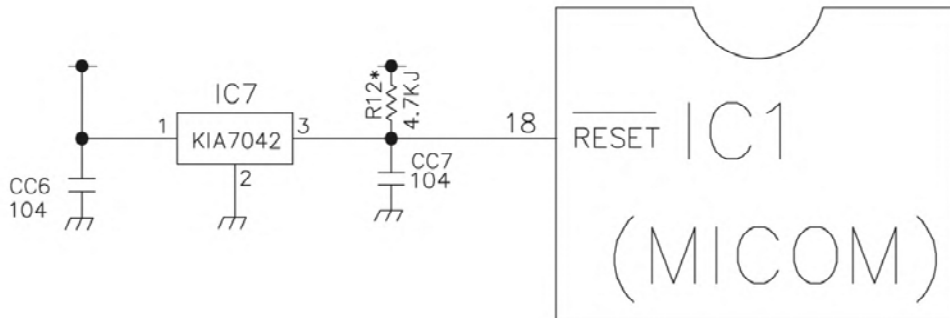 IC7
1
KIA7042
3
2
CC6
104
R12*
4.7KJ
CC7
104
18
RESET
IC1
(MICOM)